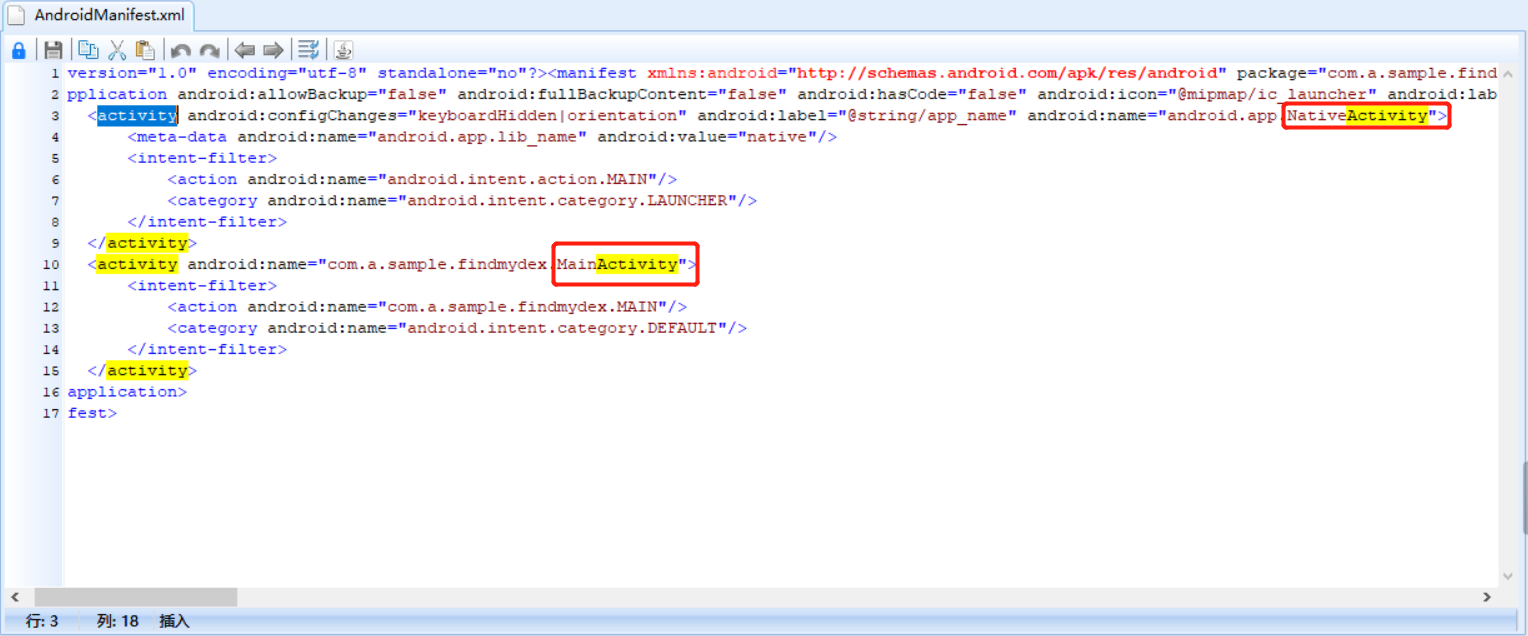 AndroidManifest.xml
1 version="1.0" encoding="utf-8" standalone="no"?><manifest xmlns:android="http://schemas.android.com/apk/res/android" package="com.a.sample.find
2 pplication android:allowBackup="false" android:fullBackupContent="false" android:hasCode="false" android:icon="@mipmap/ic_launcher" android:lab
3 <activity android:configChanges="keyboardHidden|orientation" android:label="@string/app_name" android:name="android.app.NativeActivity">
4 <meta-data android:name="android.app.lib_name" android:value="native"/>
5 <intent-filter>
6 <action android:name="android.intent.action.MAIN"/>
7 <category android:name="android.intent.category.LAUNCHER"/>
8 </intent-filter>
9 </activity>
10 <activity android:name="com.a.sample.findmydex.MainActivity">
11 <intent-filter>
12 <action android:name="com.a.sample.findmydex.MAIN"/>
13 <category android:name="android.intent.category.DEFAULT"/>
14 </intent-filter>
15 </activity>
16 application>
17 fest>
行: 3 列: 18 插入